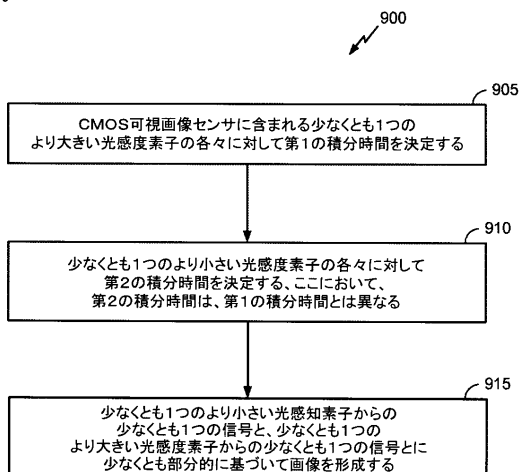 900
905
CMOS可視画像センサに含まれる少なくとも1つの
より大きい光感度素子の各々に対して第1の積分時間を決定する
910
少なくとも1つのより小さい光感度素子の各々に対して
第2の積分時間を決定する、ここにおいて、
第2の積分時間は、第1の積分時間とは異なる
915
少なくとも1つのより小さい光感知素子からの
少なくとも1つの信号と、少なくとも1つの
より大きい光感度素子からの少なくとも1つの信号とに
少なくとも部分的に基づいて画像を形成する